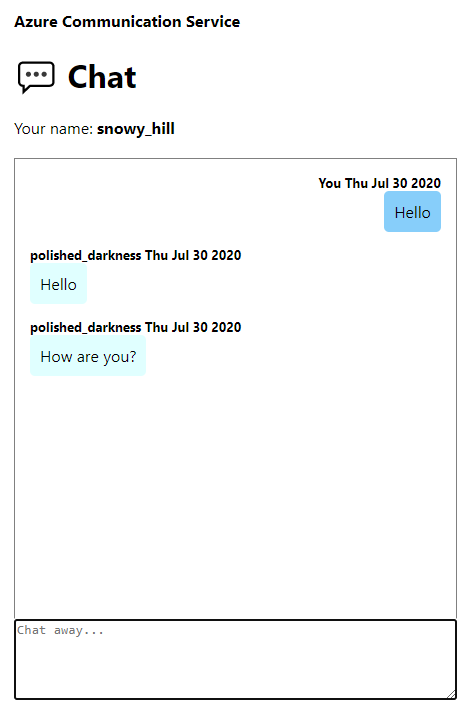 Azure Communication Service
Chat
Your name: snowy_hill
You Thu Jul 30 2020
Hello
polished_darkness Thu Jul 30 2020
Hello
polished_darkness Thu Jul 30 2020
How are you?
Chat away...